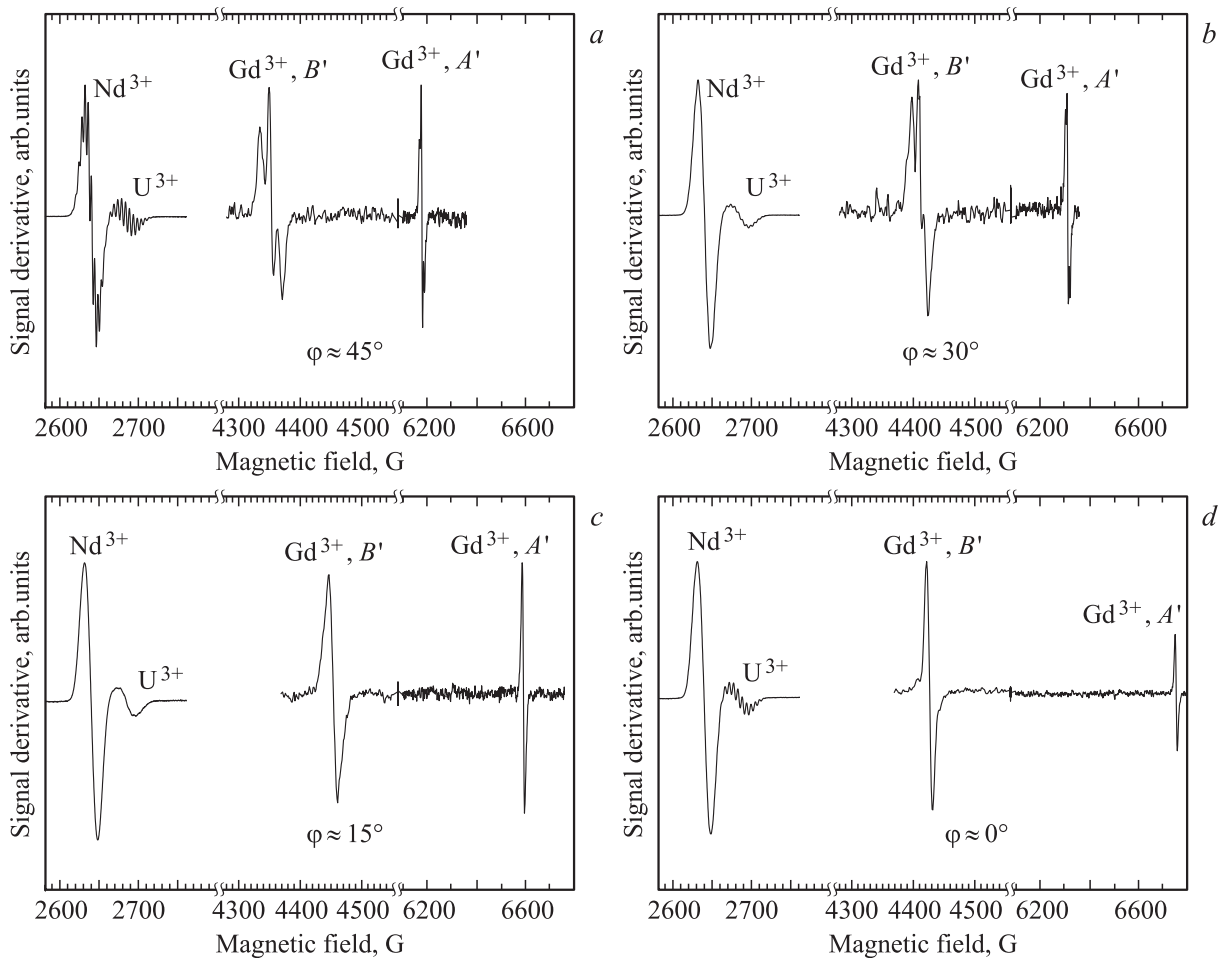 a
Signal derivative, arb.units
Nd³⁺
U³⁺
Gd³⁺, B'
Gd³⁺, A'
φ ≈ 45°
2600 2700 4300 4400 4500 6200 6600
Magnetic field, G
b
Signal derivative, arb.units
Nd³⁺
U³⁺
Gd³⁺, B'
Gd³⁺, A'
φ ≈ 30°
2600 2700 4300 4400 4500 6200 6600
Magnetic field, G
c
Signal derivative, arb.units
Nd³⁺
U³⁺
Gd³⁺, B'
Gd³⁺, A'
φ ≈ 15°
2600 2700 4300 4400 4500 6200 6600
Magnetic field, G
d
Signal derivative, arb.units
Nd³⁺
U³⁺
Gd³⁺, B'
Gd³⁺, A'
φ ≈ 0°
2600 2700 4300 4400 4500 6200 6600
Magnetic field, G